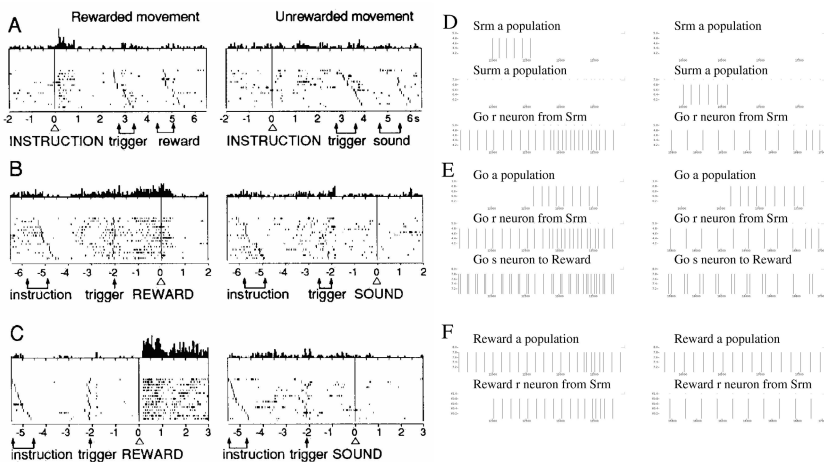 Rewarded movement
Unrewarded movement
A
-2 -1 0 1 2 3 4 5 6
-2 -1 0 1 2 3 4 5 6s
INSTRUCTION trigger reward
INSTRUCTION trigger sound
B
-6 -5 -4 -3 -2 -1 0 1 2
-6 -5 -4 -3 -2 -1 0 1 2
instruction trigger REWARD
instruction trigger SOUND
C
-5 -4 -3 -2 -1 0 1 2 3
-5 -4 -3 -2 -1 0 1 2 3
instruction trigger REWARD
instruction trigger SOUND
D
Srm a population
Srm a population
Surm a population
Surm a population
Go r neuron from Srm
Go r neuron from Srm
E
Go a population
Go a population
Go r neuron from Srm
Go r neuron from Srm
Go s neuron to Reward
Go s neuron to Reward
F
Reward a population
Reward a population
Reward r neuron from Srm
Reward r neuron from Srm